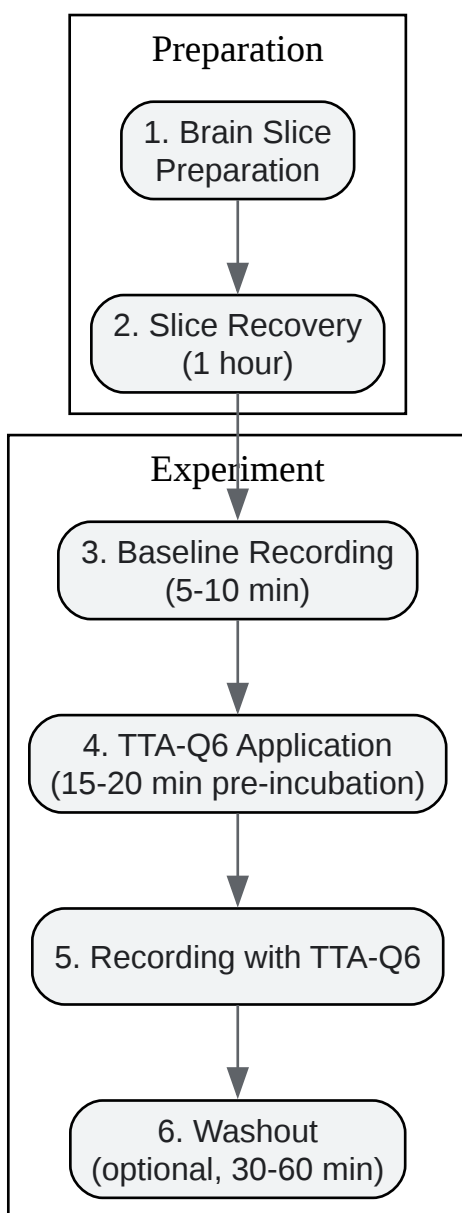 Preparation
1. Brain Slice
Preparation
2. Slice Recovery
(1 hour)
Experiment
3. Baseline Recording
(5-10 min)
4. TTA-Q6 Application
(15-20 min pre-incubation)
5. Recording with TTA-Q6
6. Washout
(optional, 30-60 min)